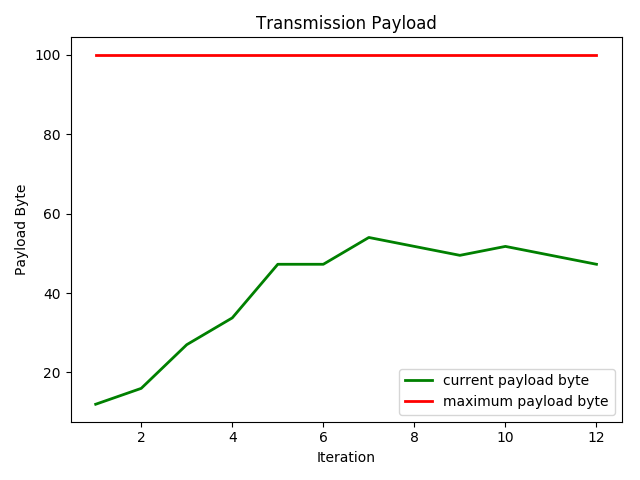 Transmission Payload
100
80
60
40
20
Payload Byte
current payload byte
maximum payload byte
2 4 6 8 10 12
Iteration